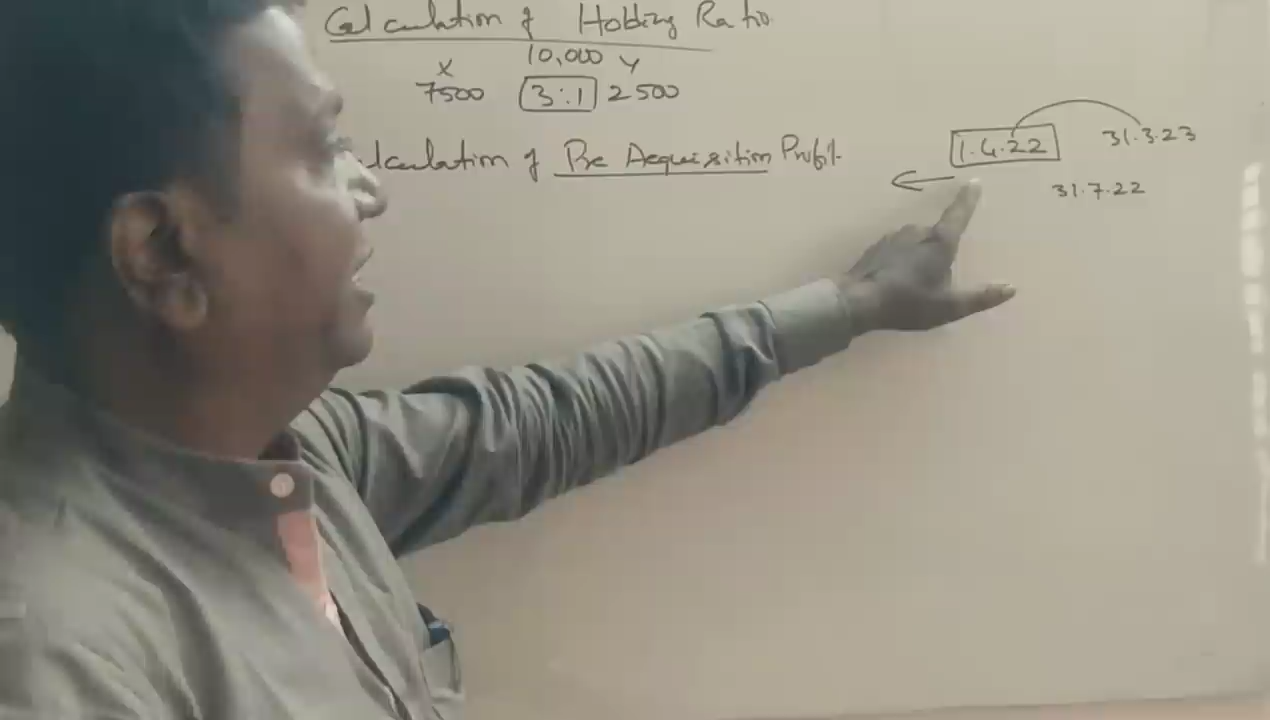 Calculation of Holding Ratio
10,000
X Y
7500 3:1 2500
lculation of Pre Acquisition Profit
1.4.22 31.3.23
31.7.22